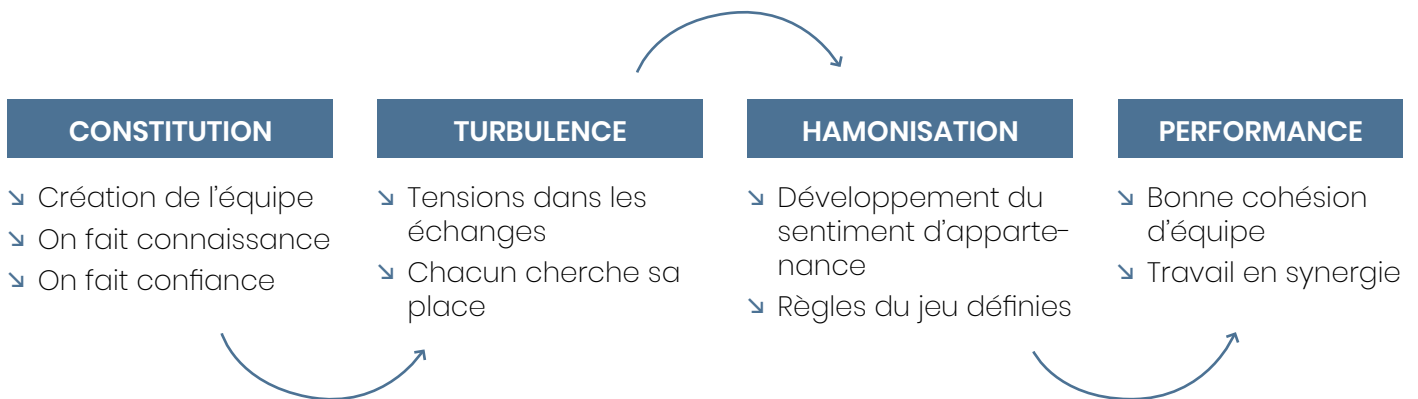 CONSTITUTION
↘ Création de l’équipe
↘ On fait connaissance
↘ On fait confiance
TURBULENCE
↘ Tensions dans les
échanges
↘ Chacun cherche sa
place
HAMONISATION
↘ Développement du
sentiment d’apparte-
nance
↘ Règles du jeu définies
PERFORMANCE
↘ Bonne cohésion
d’équipe
↘ Travail en synergie